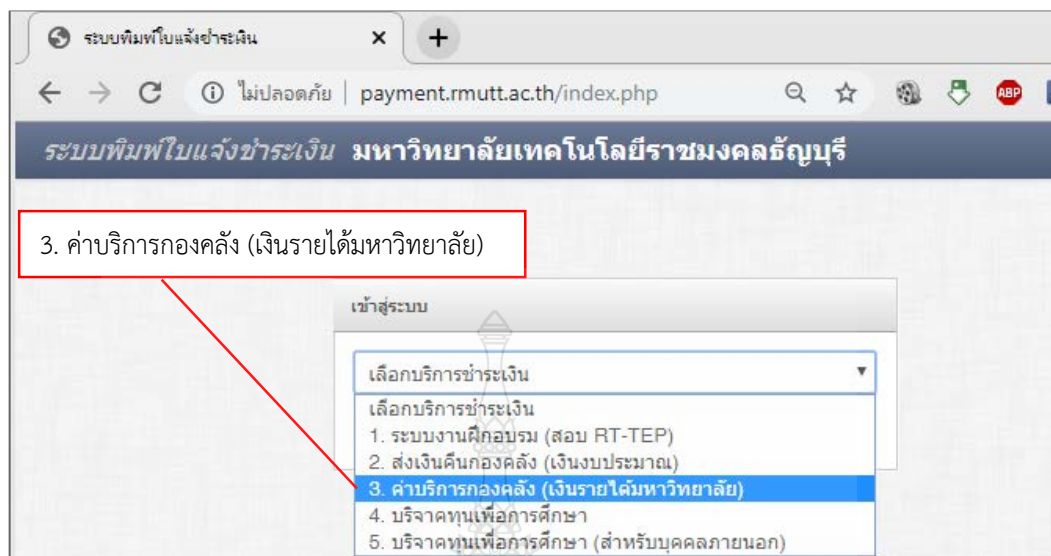 ระบบพิมพ์ใบแจ้งชำระเงิน
ไม่ปลอดภัย | payment.rmutt.ac.th/index.php
ABP
ระบบพิมพ์ใบแจ้งชำระเงิน มหาวิทยาลัยเทคโนโลยีราชมงคลธัญบุรี
3. ค่าบริการกองคลัง (เงินรายได้มหาวิทยาลัย)
เข้าสู่ระบบ
เลือกบริการชำระเงิน
เลือกบริการชำระเงิน
1. ระบบงานฝึกอบรม (สอบ RT-TEP)
2. ส่งเงินคืนกองคลัง (เงินงบประมาณ)
3. ค่าบริการกองคลัง (เงินรายได้มหาวิทยาลัย)
4. บริจาคทุนเพื่อการศึกษา
5. บริจาคทุนเพื่อการศึกษา (สำหรับบุคคลภายนอก)